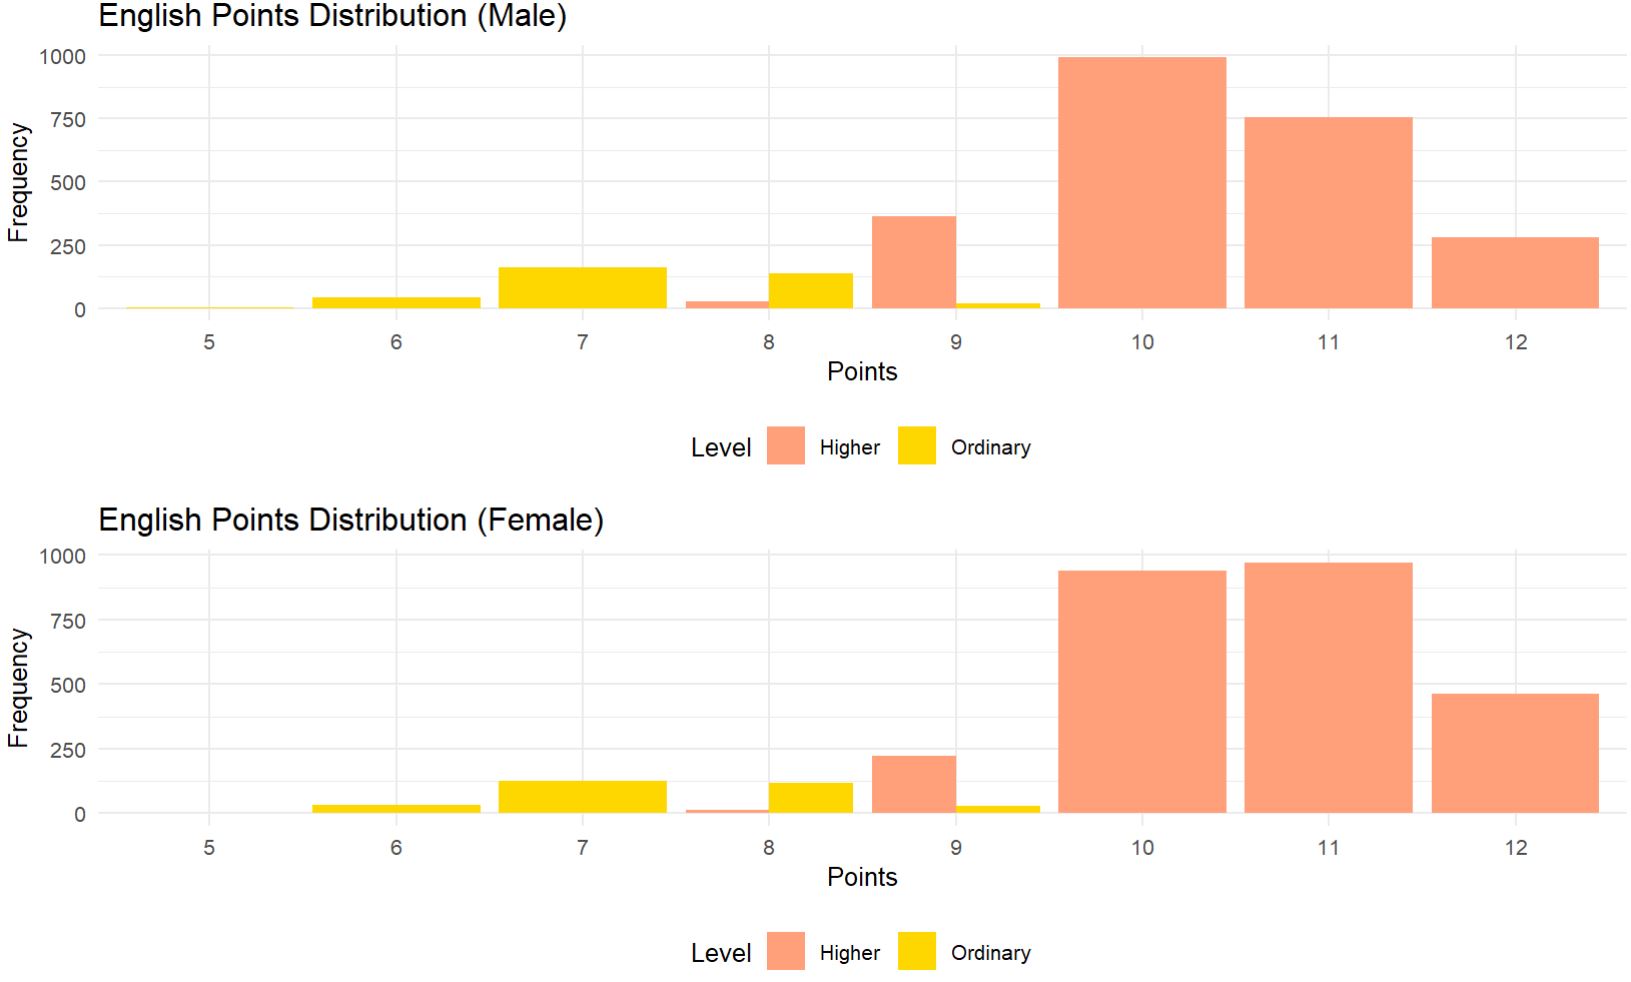 English Points Distribution (Male)
1000
750
500
250
0
Frequency
5 6 7 8 9 10 11 12
Points
Level Higher Ordinary
English Points Distribution (Female)
1000
750
500
250
0
Frequency
5 6 7 8 9 10 11 12
Points
Level Higher Ordinary